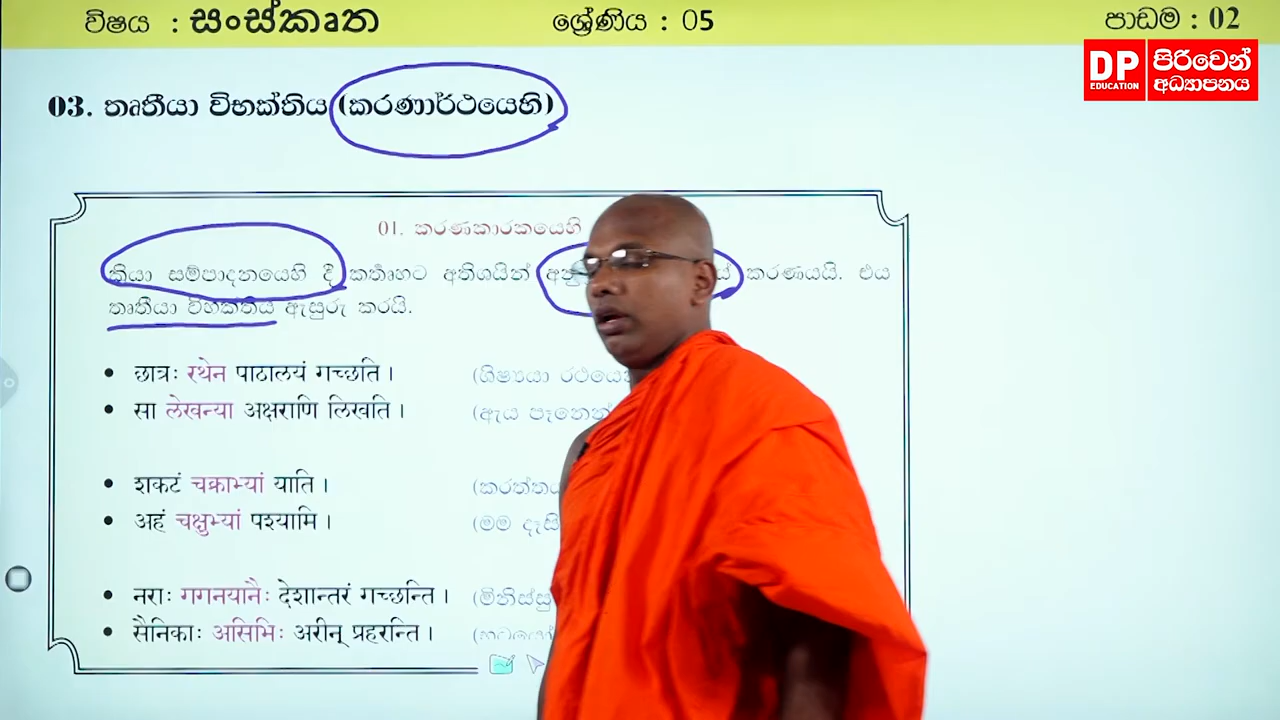 විෂය : සංස්කෘත ශ්‍රේණිය : 05 පාඩම : 02
DP EDUCATION පිරිවෙන් අධ්‍යාපනය
03. තෘතීයා විභක්තිය (කරණාර්ථයෙහි)
01. කරණකාරකයෙහි
ක්‍රියා සම්පාදනයෙහි දී කර්තෘහට අතිශයින් කරණයයි. එය
තෘතීයා විභක්තිය ඇසුරු කරයි.
• छात्रः रथेन पाठालयं गच्छति । (ශිෂ්‍යයා
• सा लेखन्या अक्षराणि लिखति । (ඇය පෑනෙන්
• शकटं चक्राभ्यां याति । (කරත්තය
• अहं चक्षुभ्यां पश्यामि । (මම
• नराः गगनयानैः देशान्तरं गच्छन्ति ।
• सैनिकाः असिभिः अरीन् प्रहरन्ति ।